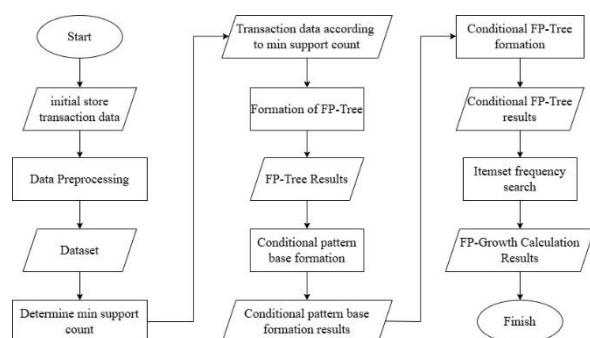 Start
initial store
transaction data
Data Preprocessing
Dataset
Determine min support
count
Transaction data according
to min support count
Formation of FP-Tree
FP-Tree Results
Conditional pattern
base formation
Conditional pattern base
formation results
Conditional FP-Tree
formation
Conditional FP-Tree
results
Itemset frequency
search
FP-Growth Calculation
Results
Finish